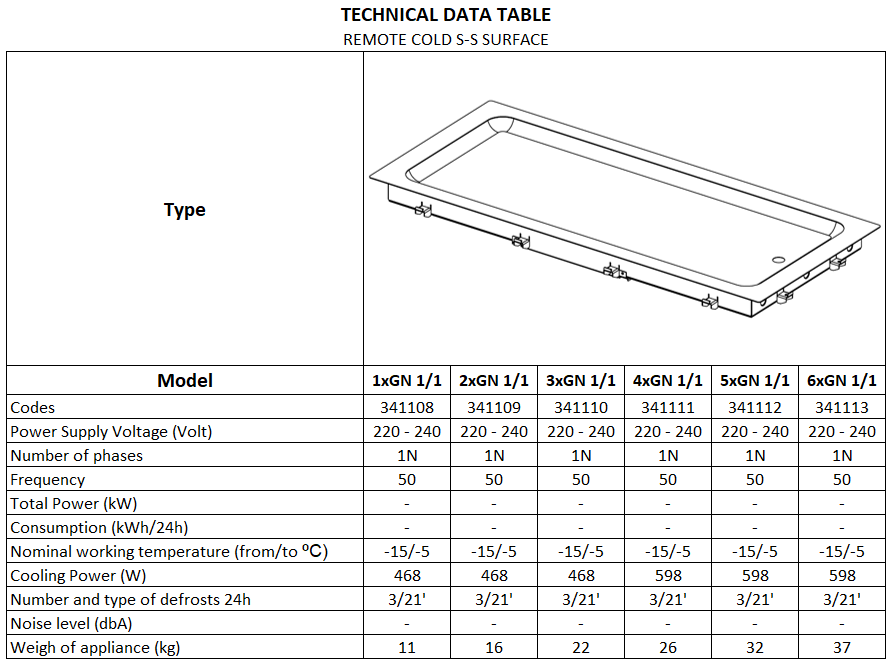 TECHNICAL DATA TABLE
REMOTE COLD S-S SURFACE
Type
Model 1xGN 1/1 2xGN 1/1 3xGN 1/1 4xGN 1/1 5xGN 1/1 6xGN 1/1
Codes 341108 341109 341110 341111 341112 341113
Power Supply Voltage (Volt) 220 - 240 220 - 240 220 - 240 220 - 240 220 - 240 220 - 240
Number of phases 1N 1N 1N 1N 1N 1N
Frequency 50 50 50 50 50 50
Total Power (kW) - - - - - -
Consumption (kWh/24h) - - - - - -
Nominal working temperature (from/to ºC) -15/-5 -15/-5 -15/-5 -15/-5 -15/-5 -15/-5
Cooling Power (W) 468 468 468 598 598 598
Number and type of defrosts 24h 3/21' 3/21' 3/21' 3/21' 3/21' 3/21'
Noise level (dbA) - - - - - -
Weigh of appliance (kg) 11 16 22 26 32 37